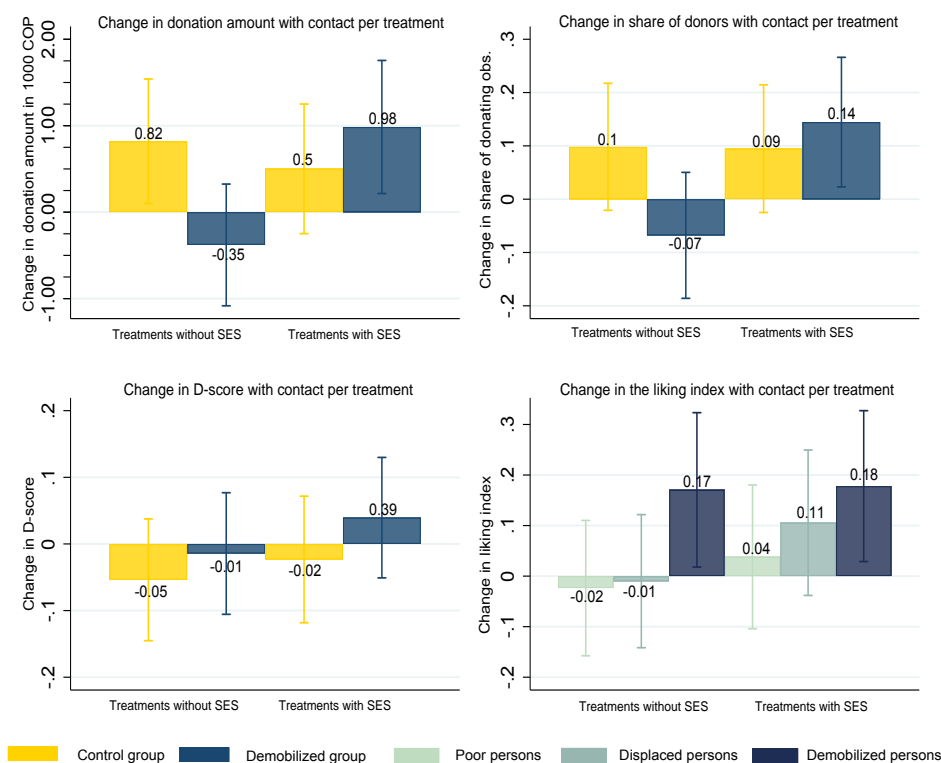 Change in donation amount with contact per treatment
Change in donation amount in 1000 COP
2.00
1.00
0.00
-1.00
0.82
-0.35
0.5
0.98
Treatments without SES
Treatments with SES
Change in share of donors with contact per treatment
Change in share of donating obs.
.3
.2
.1
0
-.1
-.2
0.1
-0.07
0.09
0.14
Treatments without SES
Treatments with SES
Change in D-score with contact per treatment
Change in D-score
.2
.1
0
-.1
-.2
-0.05
-0.01
-0.02
0.39
Treatments without SES
Treatments with SES
Change in the liking index with contact per treatment
Change in liking index
.3
.2
.1
0
-.1
-.2
-0.02
-0.01
0.17
0.04
0.11
0.18
Treatments without SES
Treatments with SES
Control group
Demobilized group
Poor persons
Displaced persons
Demobilized persons